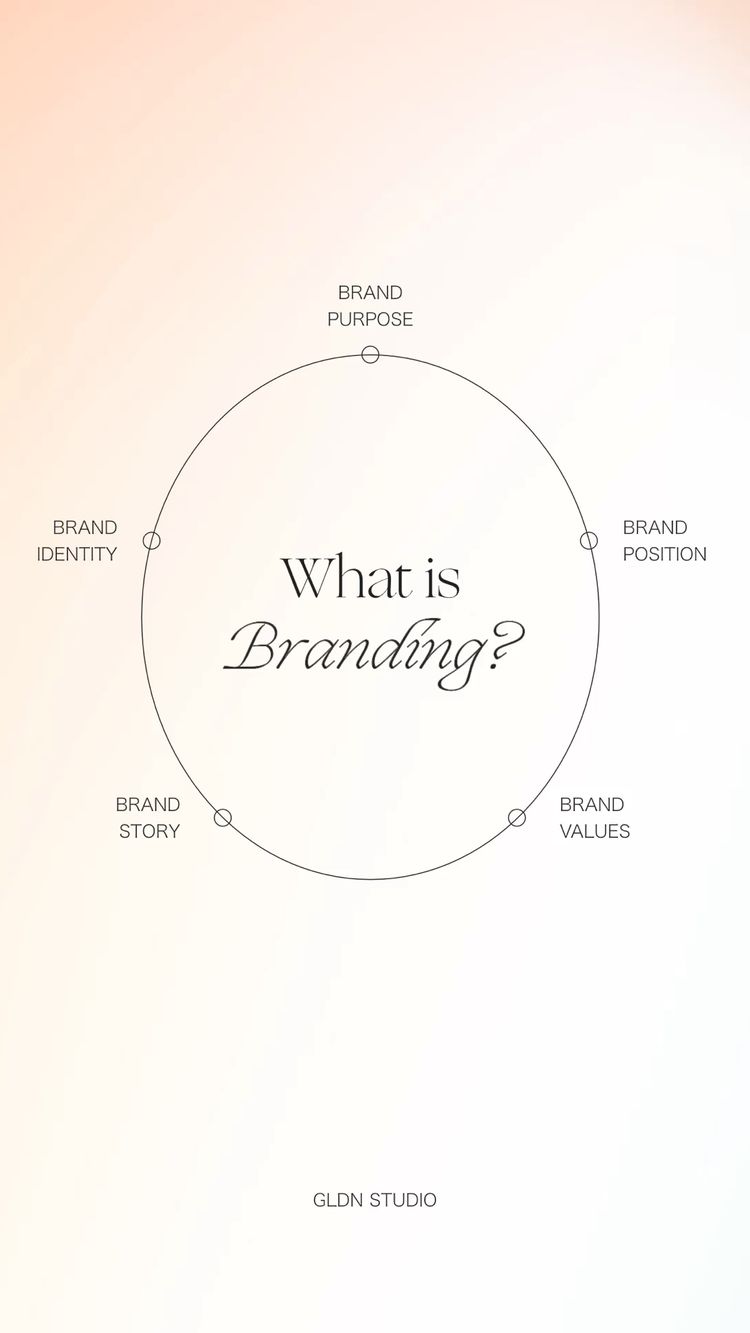 BRAND
PURPOSE
BRAND
IDENTITY
BRAND
POSITION
What is
Branding?
BRAND
STORY
BRAND
VALUES
GLDN STUDIO